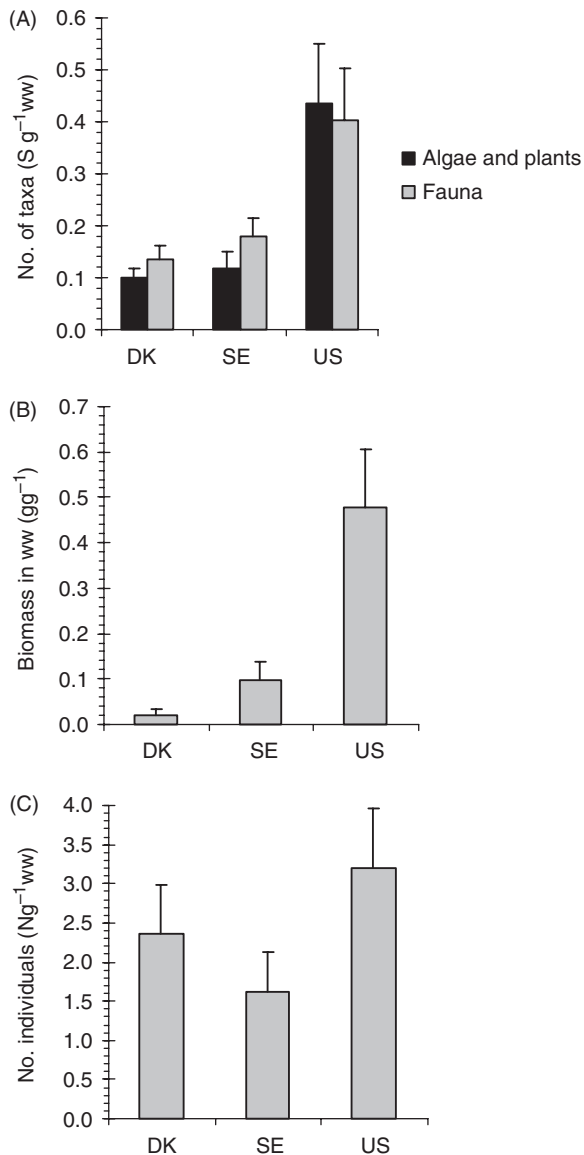 (A)
No. of taxa (S g⁻¹ww)
0.6
0.5
0.4
0.3
0.2
0.1
0.0
DK SE US
Algae and plants
Fauna
(B)
Biomass in ww (gg⁻¹)
0.7
0.6
0.5
0.4
0.3
0.2
0.1
0.0
DK SE US
(C)
No. individuals (Ng⁻¹ww)
4.0
3.5
3.0
2.5
2.0
1.5
1.0
0.5
0.0
DK SE US